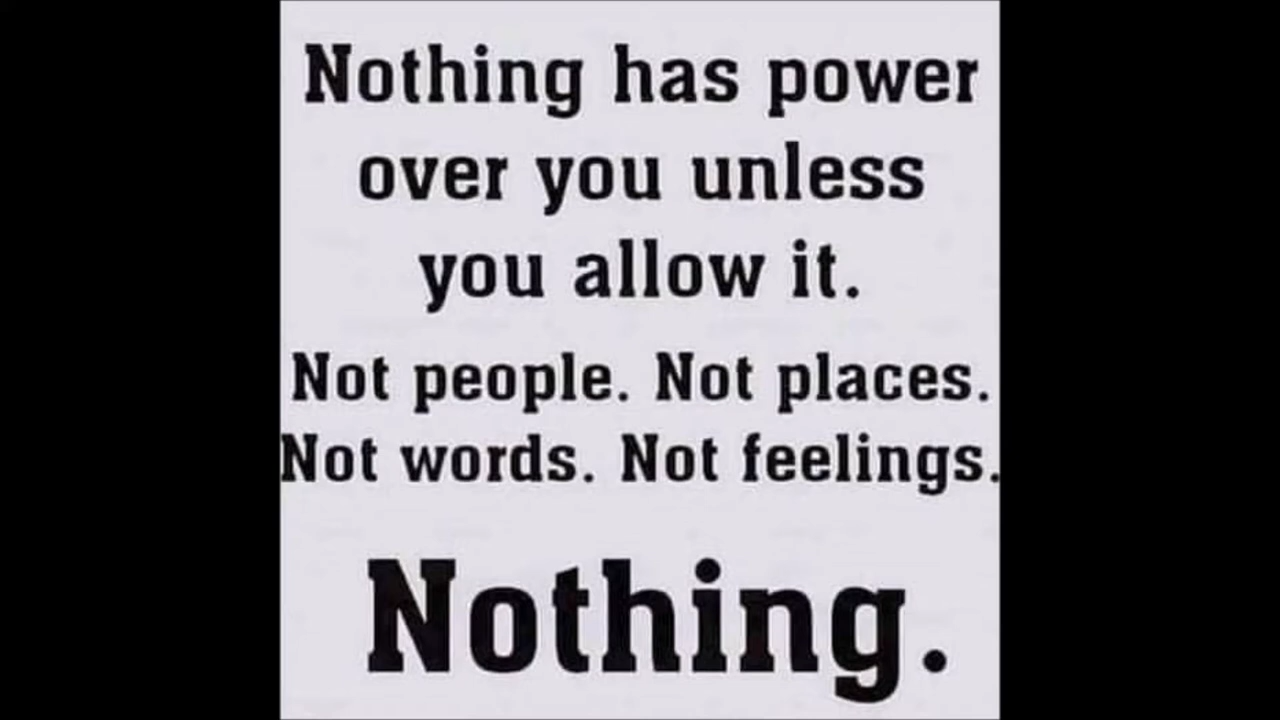 Nothing has power
over you unless
you allow it.
Not people. Not places.
Not words. Not feelings.
Nothing.